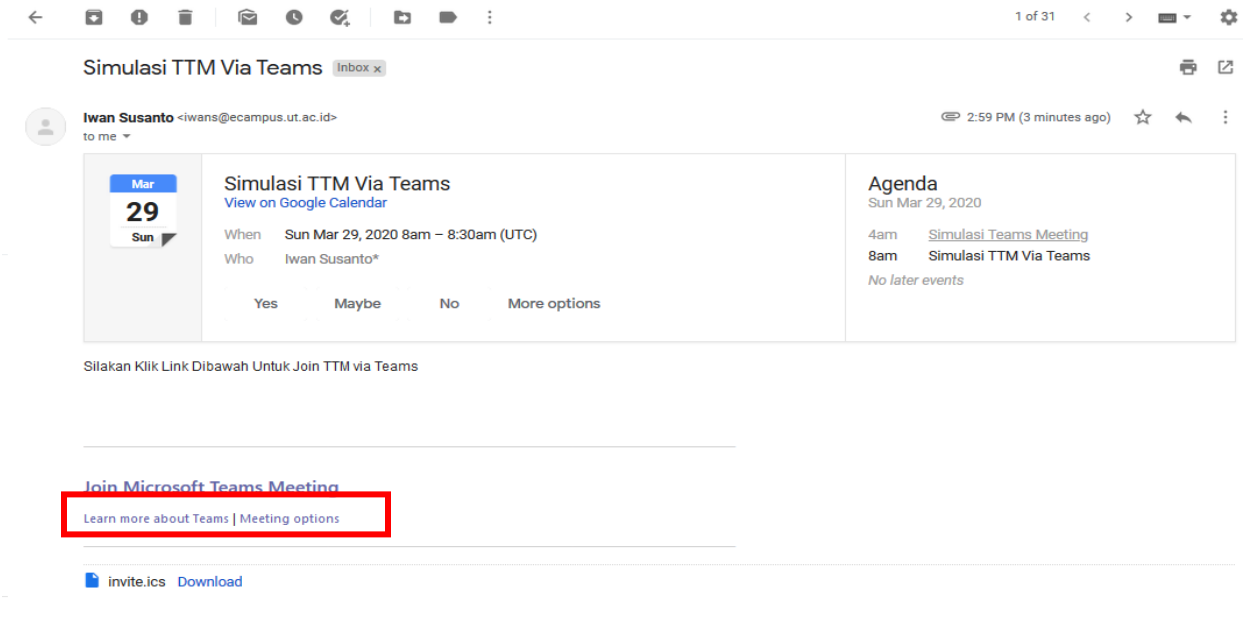 1 of 31
Simulasi TTM Via Teams Inbox x
Iwan Susanto <iwans@ecampus.ut.ac.id>
2:59 PM (3 minutes ago)
to me
Mar
29
Sun
Simulasi TTM Via Teams
View on Google Calendar
When Sun Mar 29, 2020 8am – 8:30am (UTC)
Who Iwan Susanto*
Yes Maybe No More options
Agenda
Sun Mar 29, 2020
4am Simulasi Teams Meeting
8am Simulasi TTM Via Teams
No later events
Silakan Klik Link Dibawah Untuk Join TTM via Teams
Join Microsoft Teams Meeting
Learn more about Teams | Meeting options
invite.ics Download